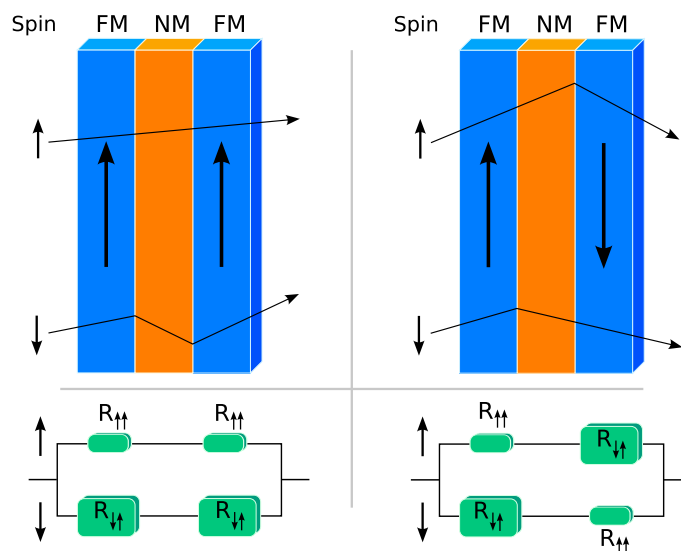 Spin FM NM FM
Spin FM NM FM
R↑↑ R↑↑
R↓↑ R↓↑
R↑↑ R↓↑
R↓↑ R↑↑